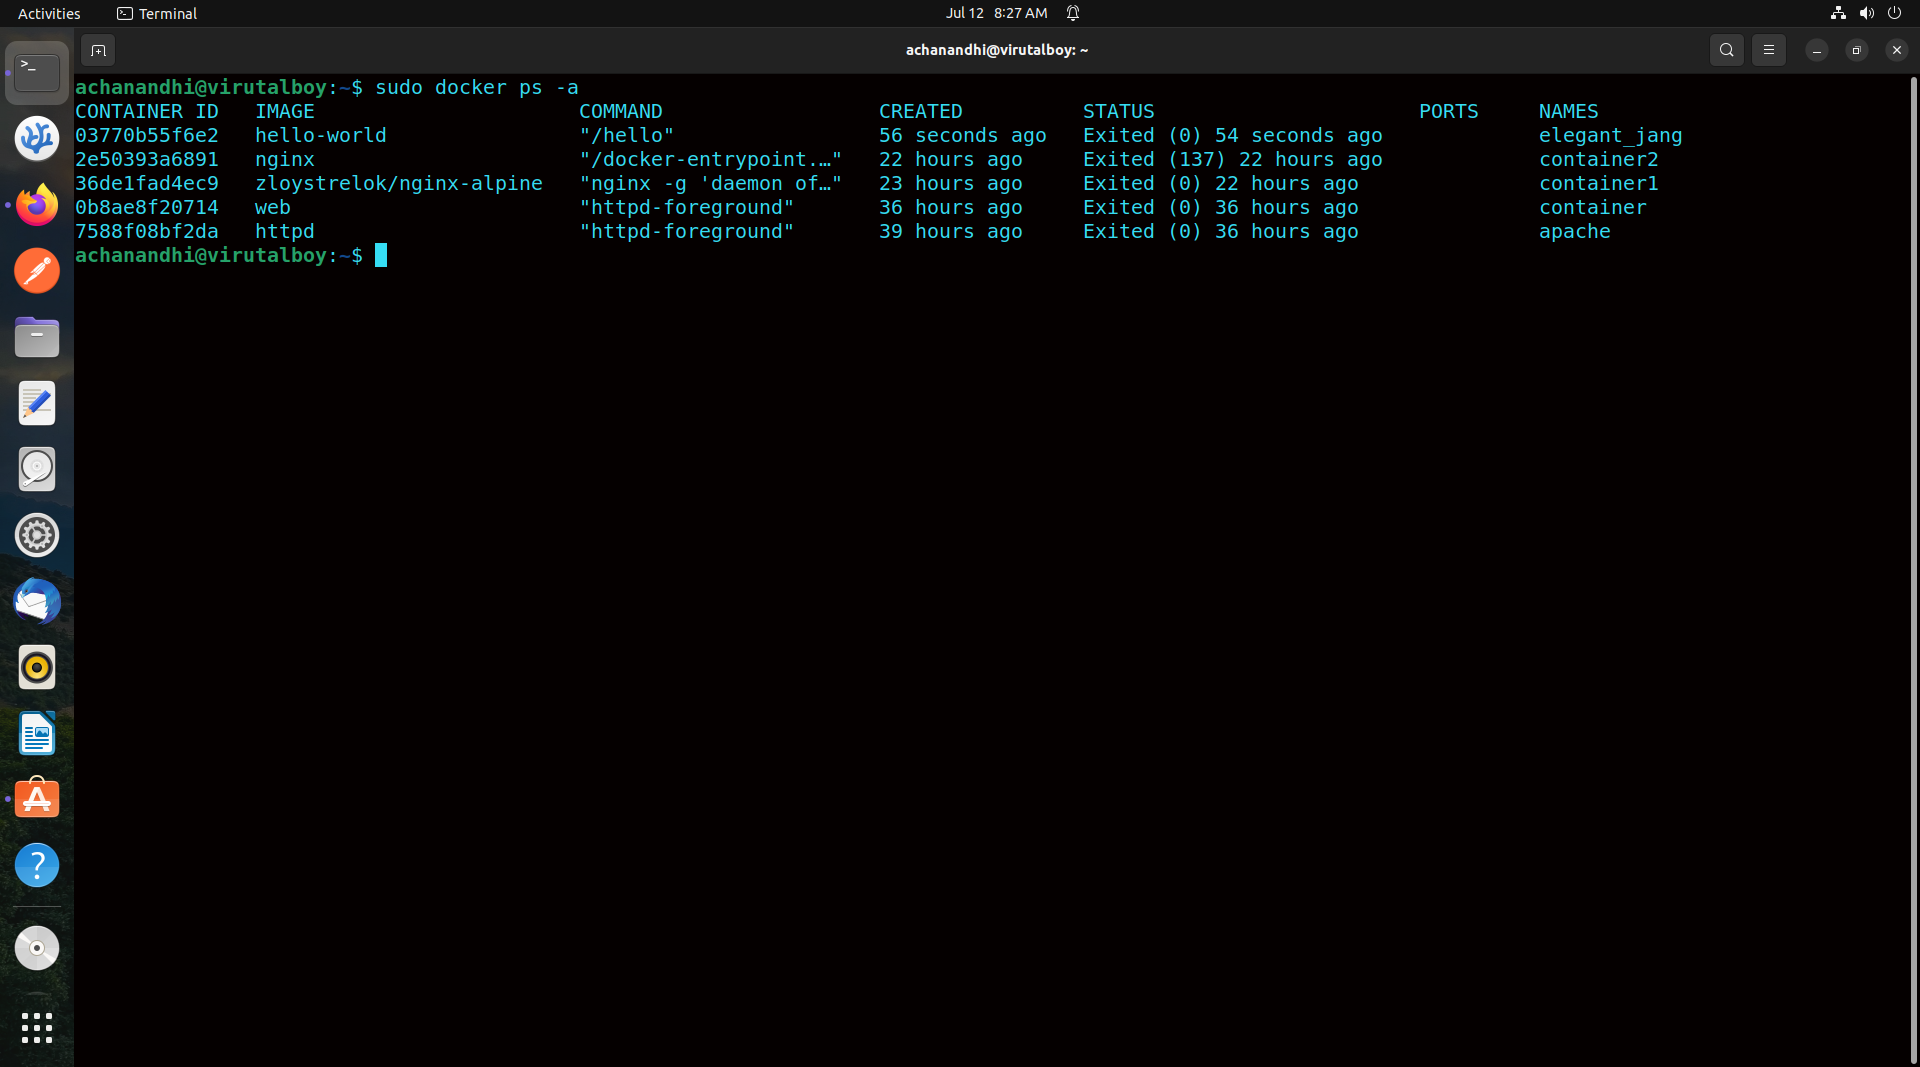 Activities Terminal Jul 12 8:27 AM
achanandhi@virutalboy: ~
achanandhi@virutalboy:~$ sudo docker ps -a
CONTAINER ID   IMAGE                      COMMAND                  CREATED          STATUS                      PORTS     NAMES
03770b55f6e2   hello-world                "/hello"                 56 seconds ago   Exited (0) 54 seconds ago             elegant_jang
2e50393a6891   nginx                      "/docker-entrypoint.…"   22 hours ago     Exited (137) 22 hours ago             container2
36de1fad4ec9   zloystrelok/nginx-alpine   "nginx -g 'daemon of…"   23 hours ago     Exited (0) 22 hours ago               container1
0b8ae8f20714   web                        "httpd-foreground"       36 hours ago     Exited (0) 36 hours ago               container
7588f08bf2da   httpd                      "httpd-foreground"       39 hours ago     Exited (0) 36 hours ago               apache
achanandhi@virutalboy:~$